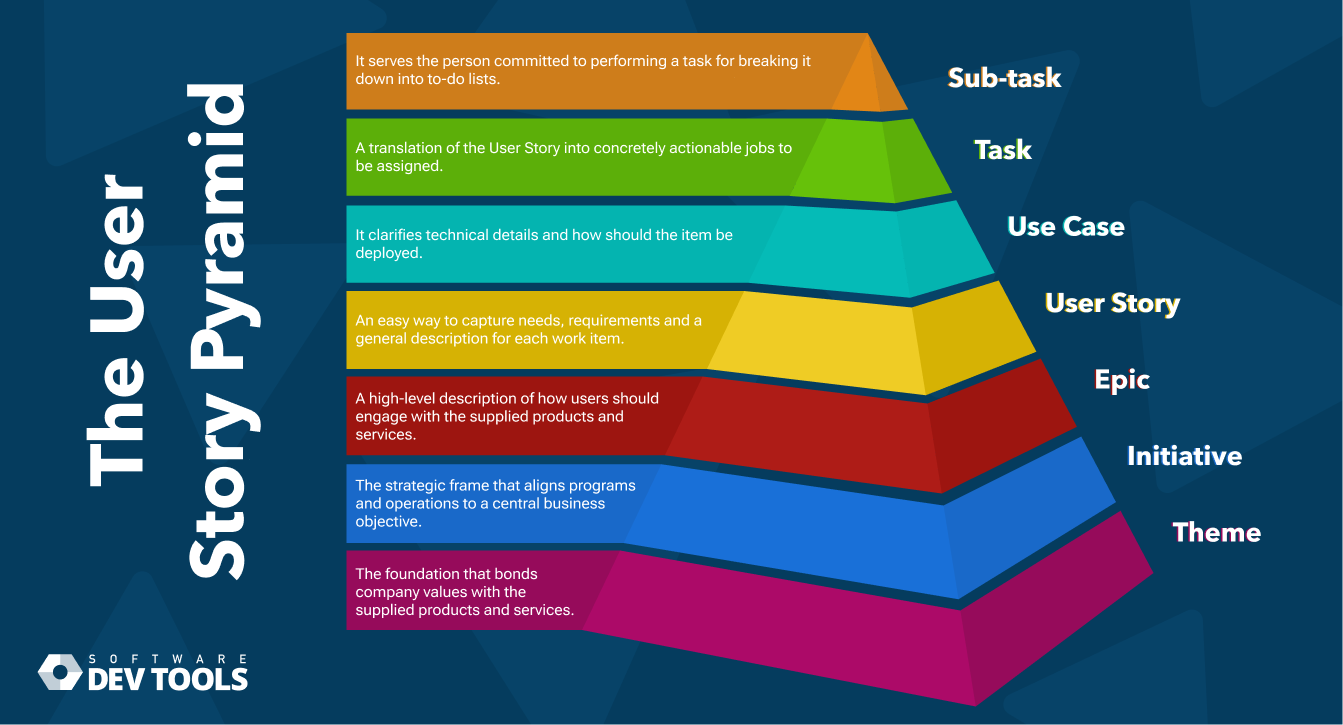 The User
Story Pyramid
It serves the person committed to performing a task for breaking it
down into to-do lists.
Sub-task
A translation of the User Story into concretely actionable jobs to
be assigned.
Task
It clarifies technical details and how should the item be
deployed.
Use Case
An easy way to capture needs, requirements and a
general description for each work item.
User Story
A high-level description of how users should
engage with the supplied products and
services.
Epic
The strategic frame that aligns programs
and operations to a central business
objective.
Initiative
The foundation that bonds
company values with the
supplied products and services.
Theme
SOFTWARE
DEV TOOLS